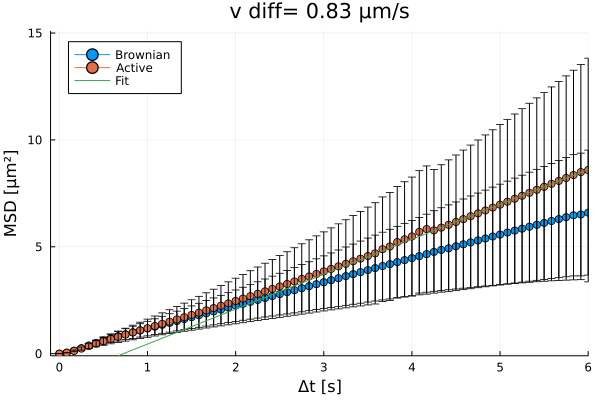 v diff= 0.83 µm/s
MSD [µm²]
15
10
5
0
Brownian
Active
Fit
0 1 2 3 4 5 6
Δt [s]